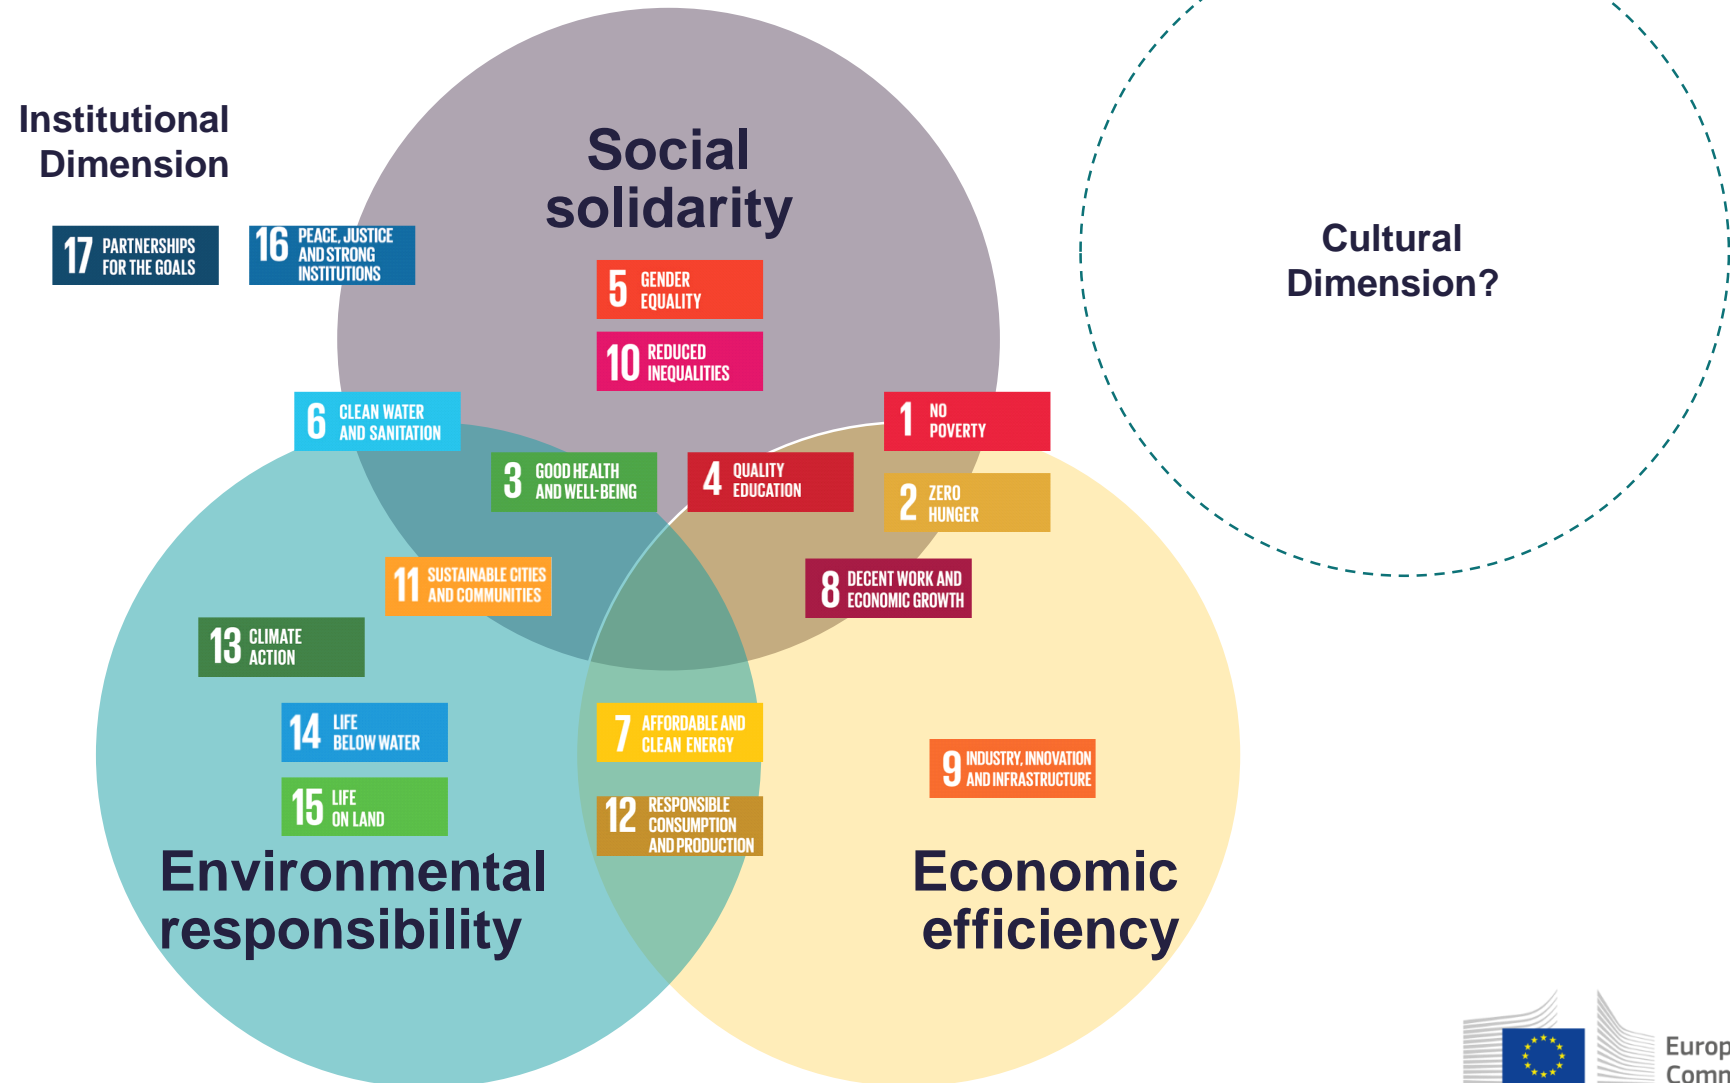 Institutional
Dimension
17 PARTNERSHIPS
FOR THE GOALS
16 PEACE, JUSTICE
AND STRONG
INSTITUTIONS
Social
solidarity
5 GENDER
EQUALITY
10 REDUCED
INEQUALITIES
Cultural
Dimension?
6 CLEAN WATER
AND SANITATION
1 NO
POVERTY
3 GOOD HEALTH
AND WELL-BEING
4 QUALITY
EDUCATION
2 ZERO
HUNGER
11 SUSTAINABLE CITIES
AND COMMUNITIES
8 DECENT WORK AND
ECONOMIC GROWTH
13 CLIMATE
ACTION
14 LIFE
BELOW WATER
7 AFFORDABLE AND
CLEAN ENERGY
9 INDUSTRY, INNOVATION
AND INFRASTRUCTURE
15 LIFE
ON LAND
12 RESPONSIBLE
CONSUMPTION
AND PRODUCTION
Environmental
responsibility
Economic
efficiency